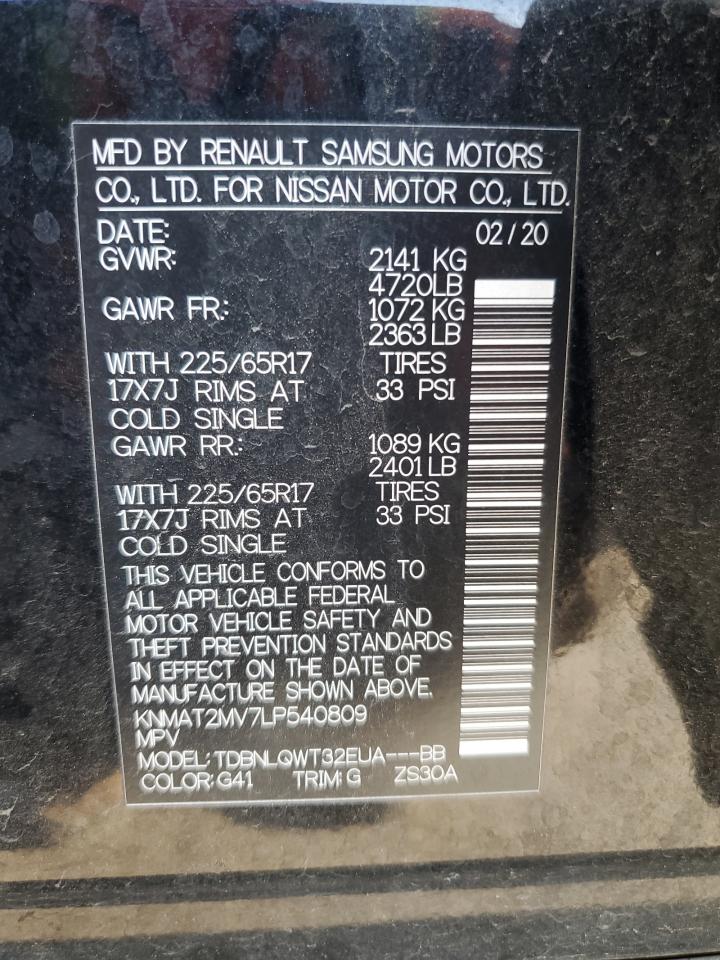 MFD BY RENAULT SAMSUNG MOTORS
CO., LTD. FOR NISSAN MOTOR CO., LTD.
DATE: 02/20
GVWR: 2141 KG
4720LB
GAWR FR.: 1072 KG
2363 LB
WITH 225/65R17 TIRES
17X7J RIMS AT 33 PSI
COLD SINGLE
GAWR RR.: 1089 KG
2401 LB
WITH 225/65R17 TIRES
17X7J RIMS AT 33 PSI
COLD SINGLE
THIS VEHICLE CONFORMS TO
ALL APPLICABLE FEDERAL
MOTOR VEHICLE SAFETY AND
THEFT PREVENTION STANDARDS
IN EFFECT ON THE DATE OF
MANUFACTURE SHOWN ABOVE.
KNMAT2MV7LP540809
MPV
MODEL: TDBNLQWT32EUA---BB
COLOR: G41 TRIM: G ZS30A